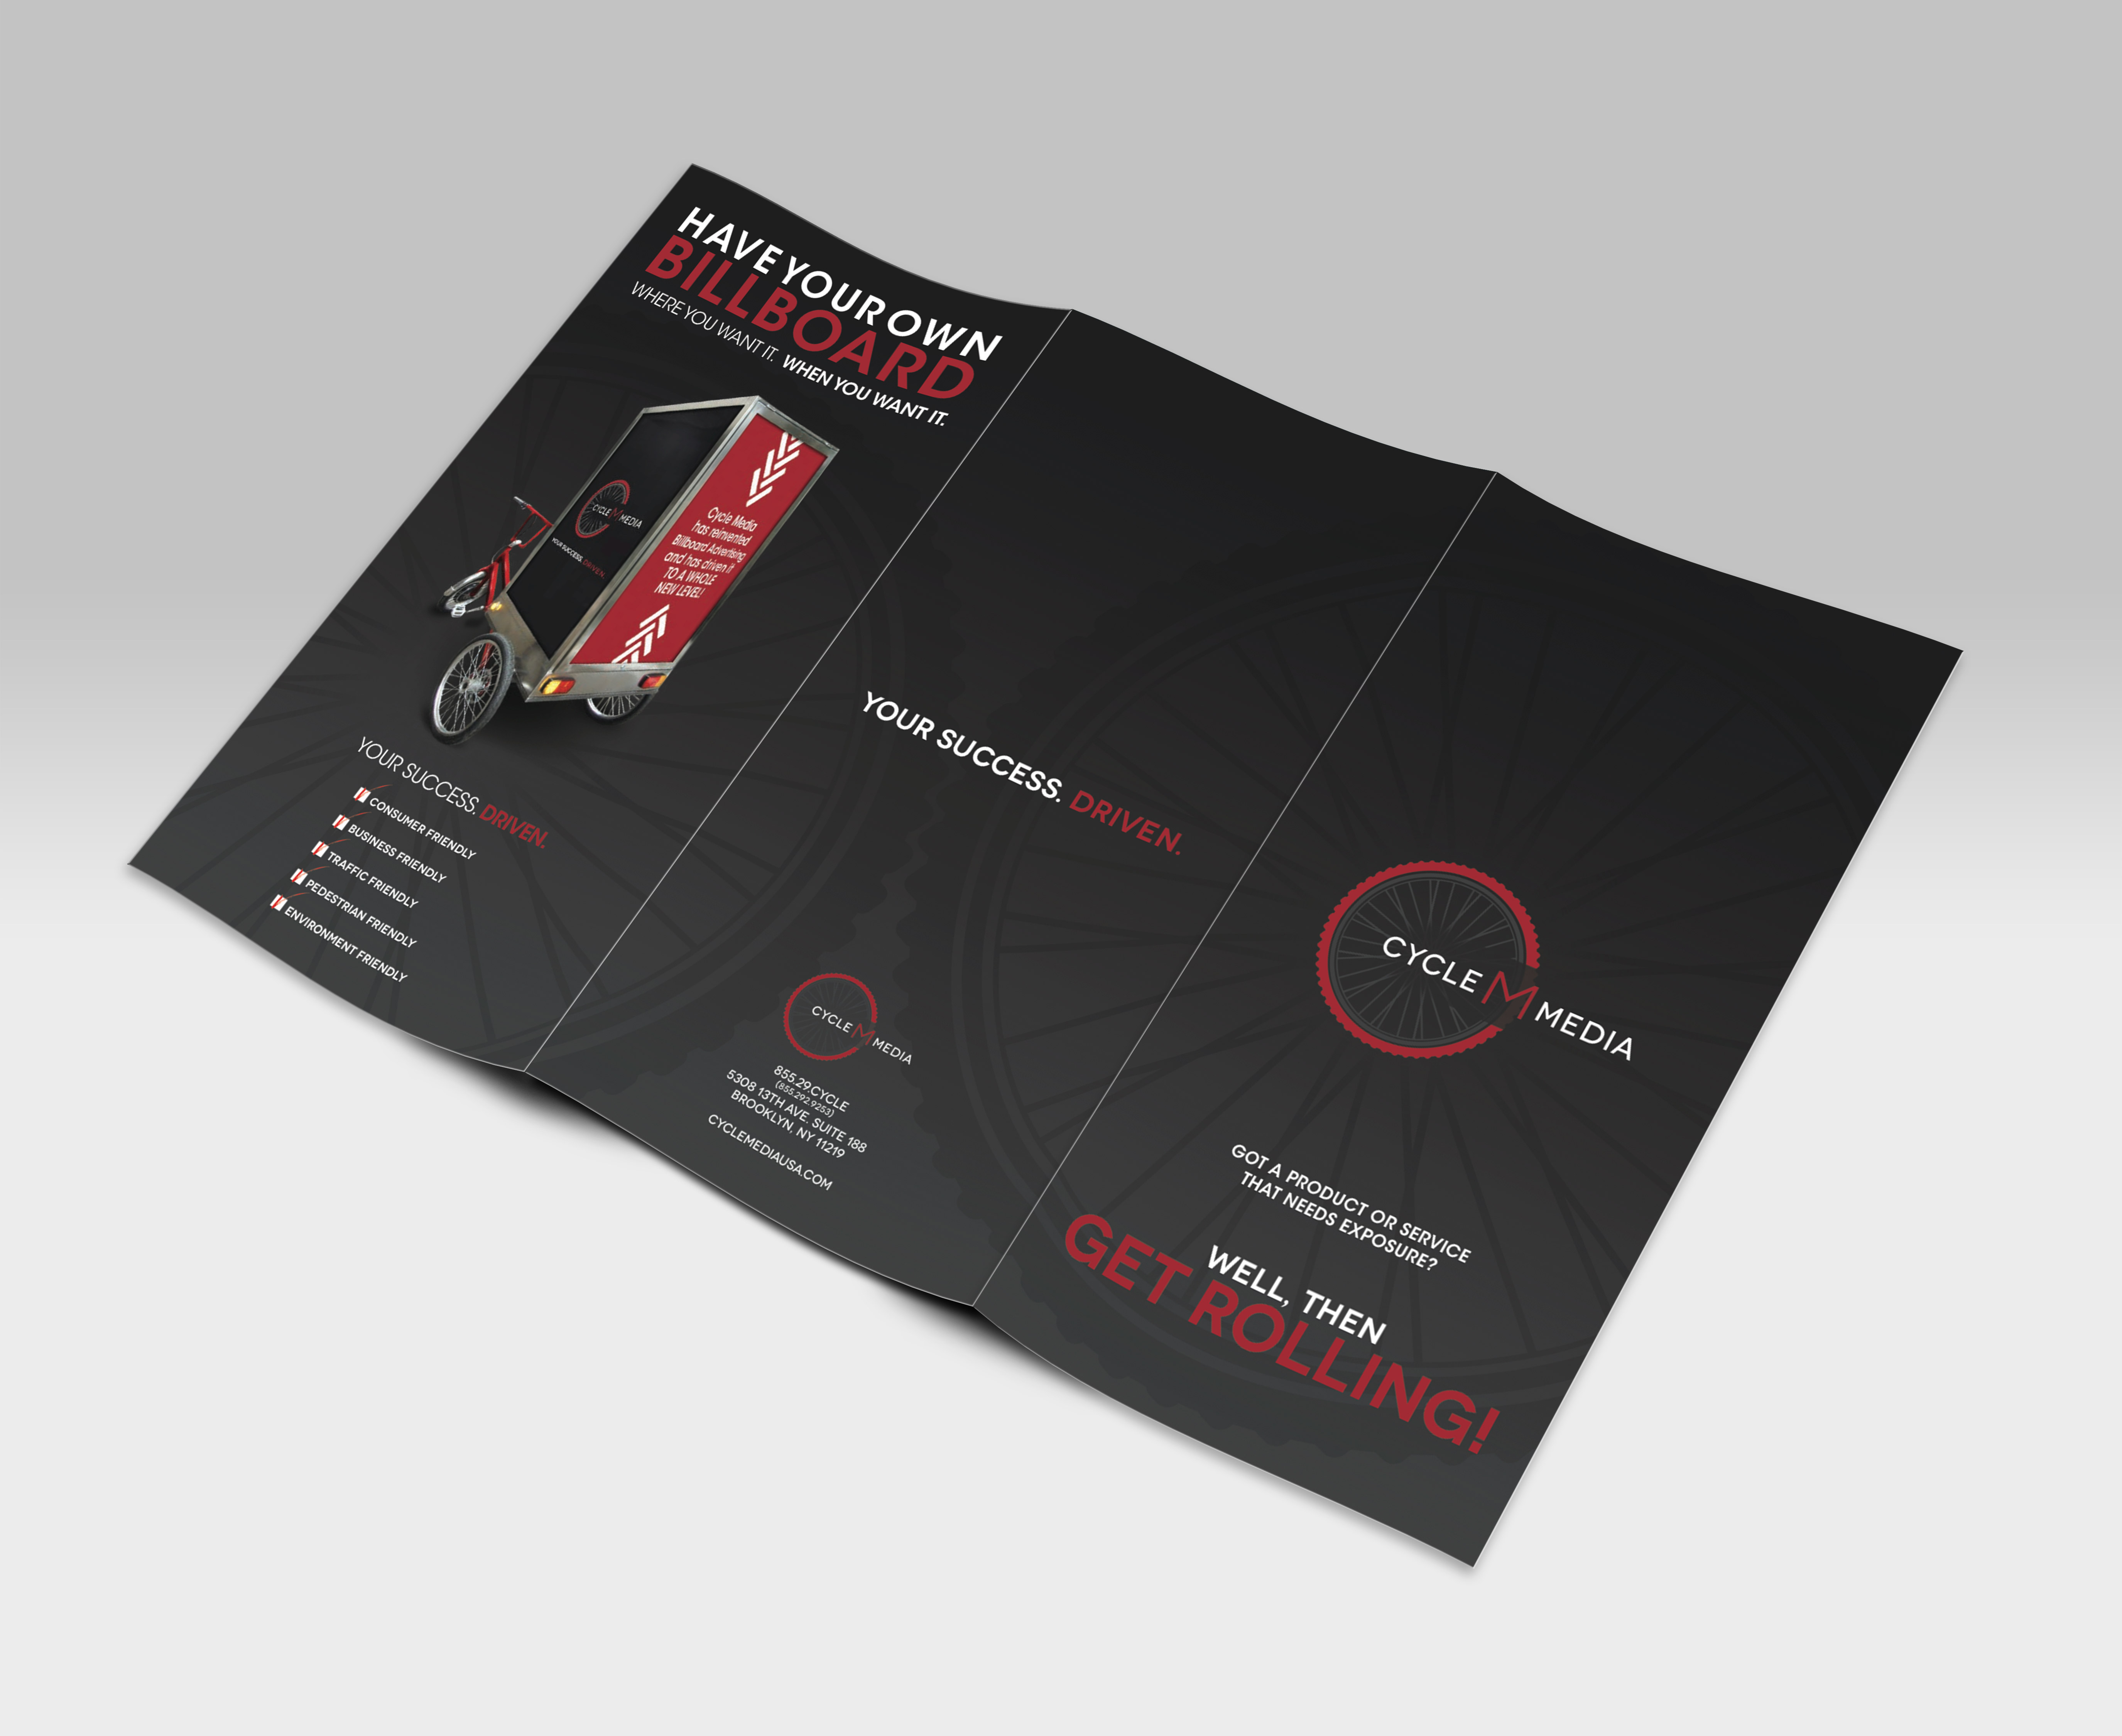 HAVE YOUR OWN
BILLBOARD
WHERE YOU WANT IT. WHEN YOU WANT IT.
CYCLE M MEDIA
YOUR SUCCESS. DRIVEN.
Cycle Media
has reinvented
Billboard Advertising
and has driven it
TO A WHOLE
NEW LEVEL!
YOUR SUCCESS. DRIVEN.
CONSUMER FRIENDLY
BUSINESS FRIENDLY
TRAFFIC FRIENDLY
PEDESTRIAN FRIENDLY
ENVIRONMENT FRIENDLY
YOUR SUCCESS. DRIVEN.
CYCLE M MEDIA
855.29.CYCLE
(855.292.9253)
5308 13TH AVE. SUITE 188
BROOKLYN, NY 11219
CYCLEMEDIAUSA.COM
CYCLE M MEDIA
GOT A PRODUCT OR SERVICE
THAT NEEDS EXPOSURE?
WELL, THEN
GET ROLLING!